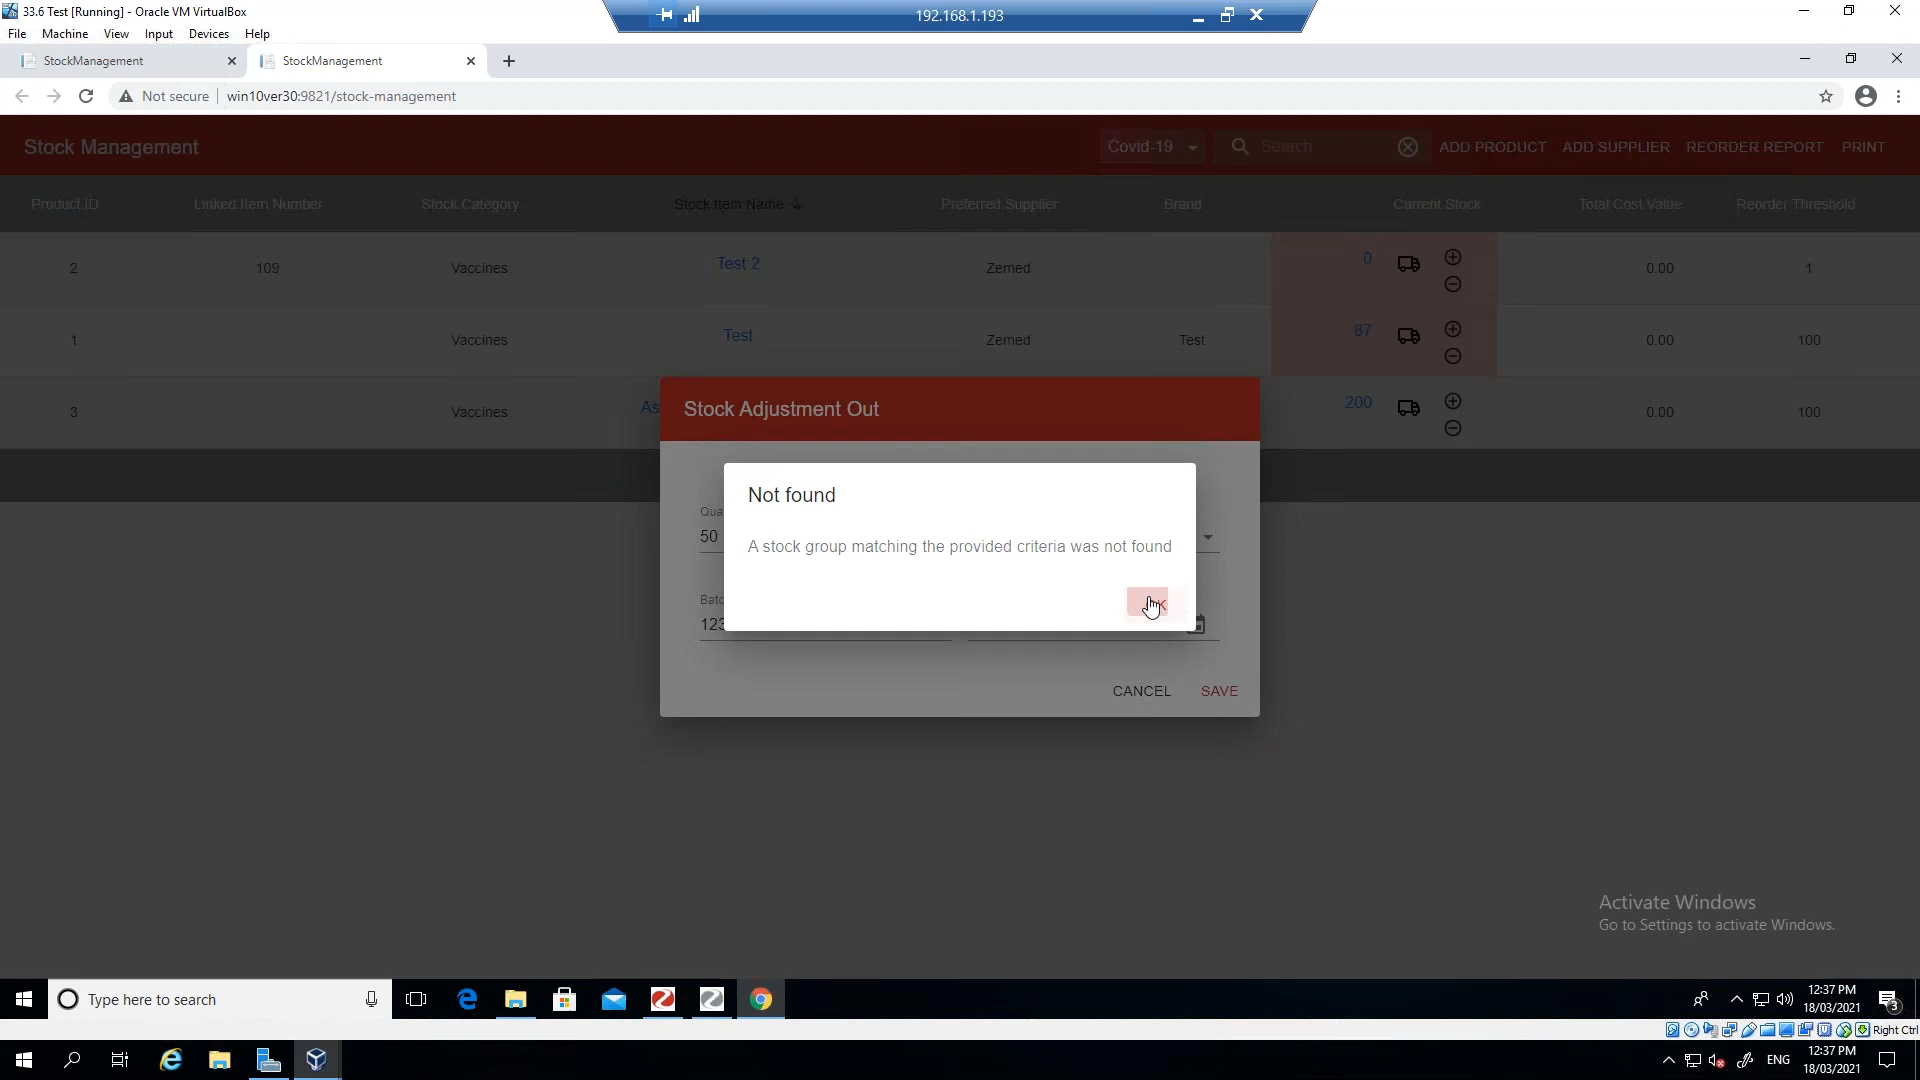 33.6 Test [Running] - Oracle VM VirtualBox
192.168.1.193
File Machine View Input Devices Help
StockManagement
StockManagement
Not secure win10ver30:9821/stock-management
Stock Management
Covid-19
Search...
ADD PRODUCT ADD SUPPLIER REORDER REPORT PRINT
Product ID Linked Item Number Stock Category Stock Item Name Preferred Supplier Brand Current Stock Total Cost Value Reorder Threshold
2 109 Vaccines Test 2 Zemed 0 0.00 1
1 Vaccines Test Zemed Test 87 0.00 100
3 Vaccines As 200 0.00 100
Stock Adjustment Out
Not found
Qua
50
A stock group matching the provided criteria was not found
Batc
123
CANCEL SAVE
Activate Windows
Go to Settings to activate Windows.
Type here to search
12:37 PM
18/03/2021
3
Right Ctrl
ENG
12:37 PM
18/03/2021